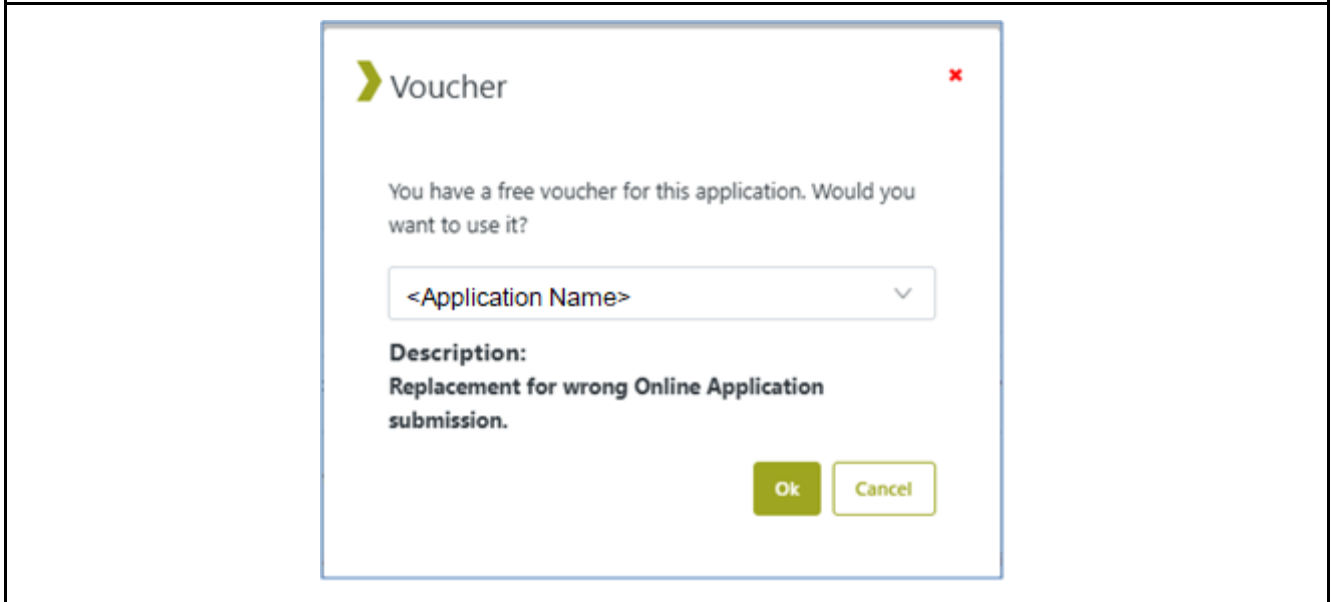 Voucher
You have a free voucher for this application. Would you
want to use it?
<Application Name>
Description:
Replacement for wrong Online Application
submission.
Ok
Cancel